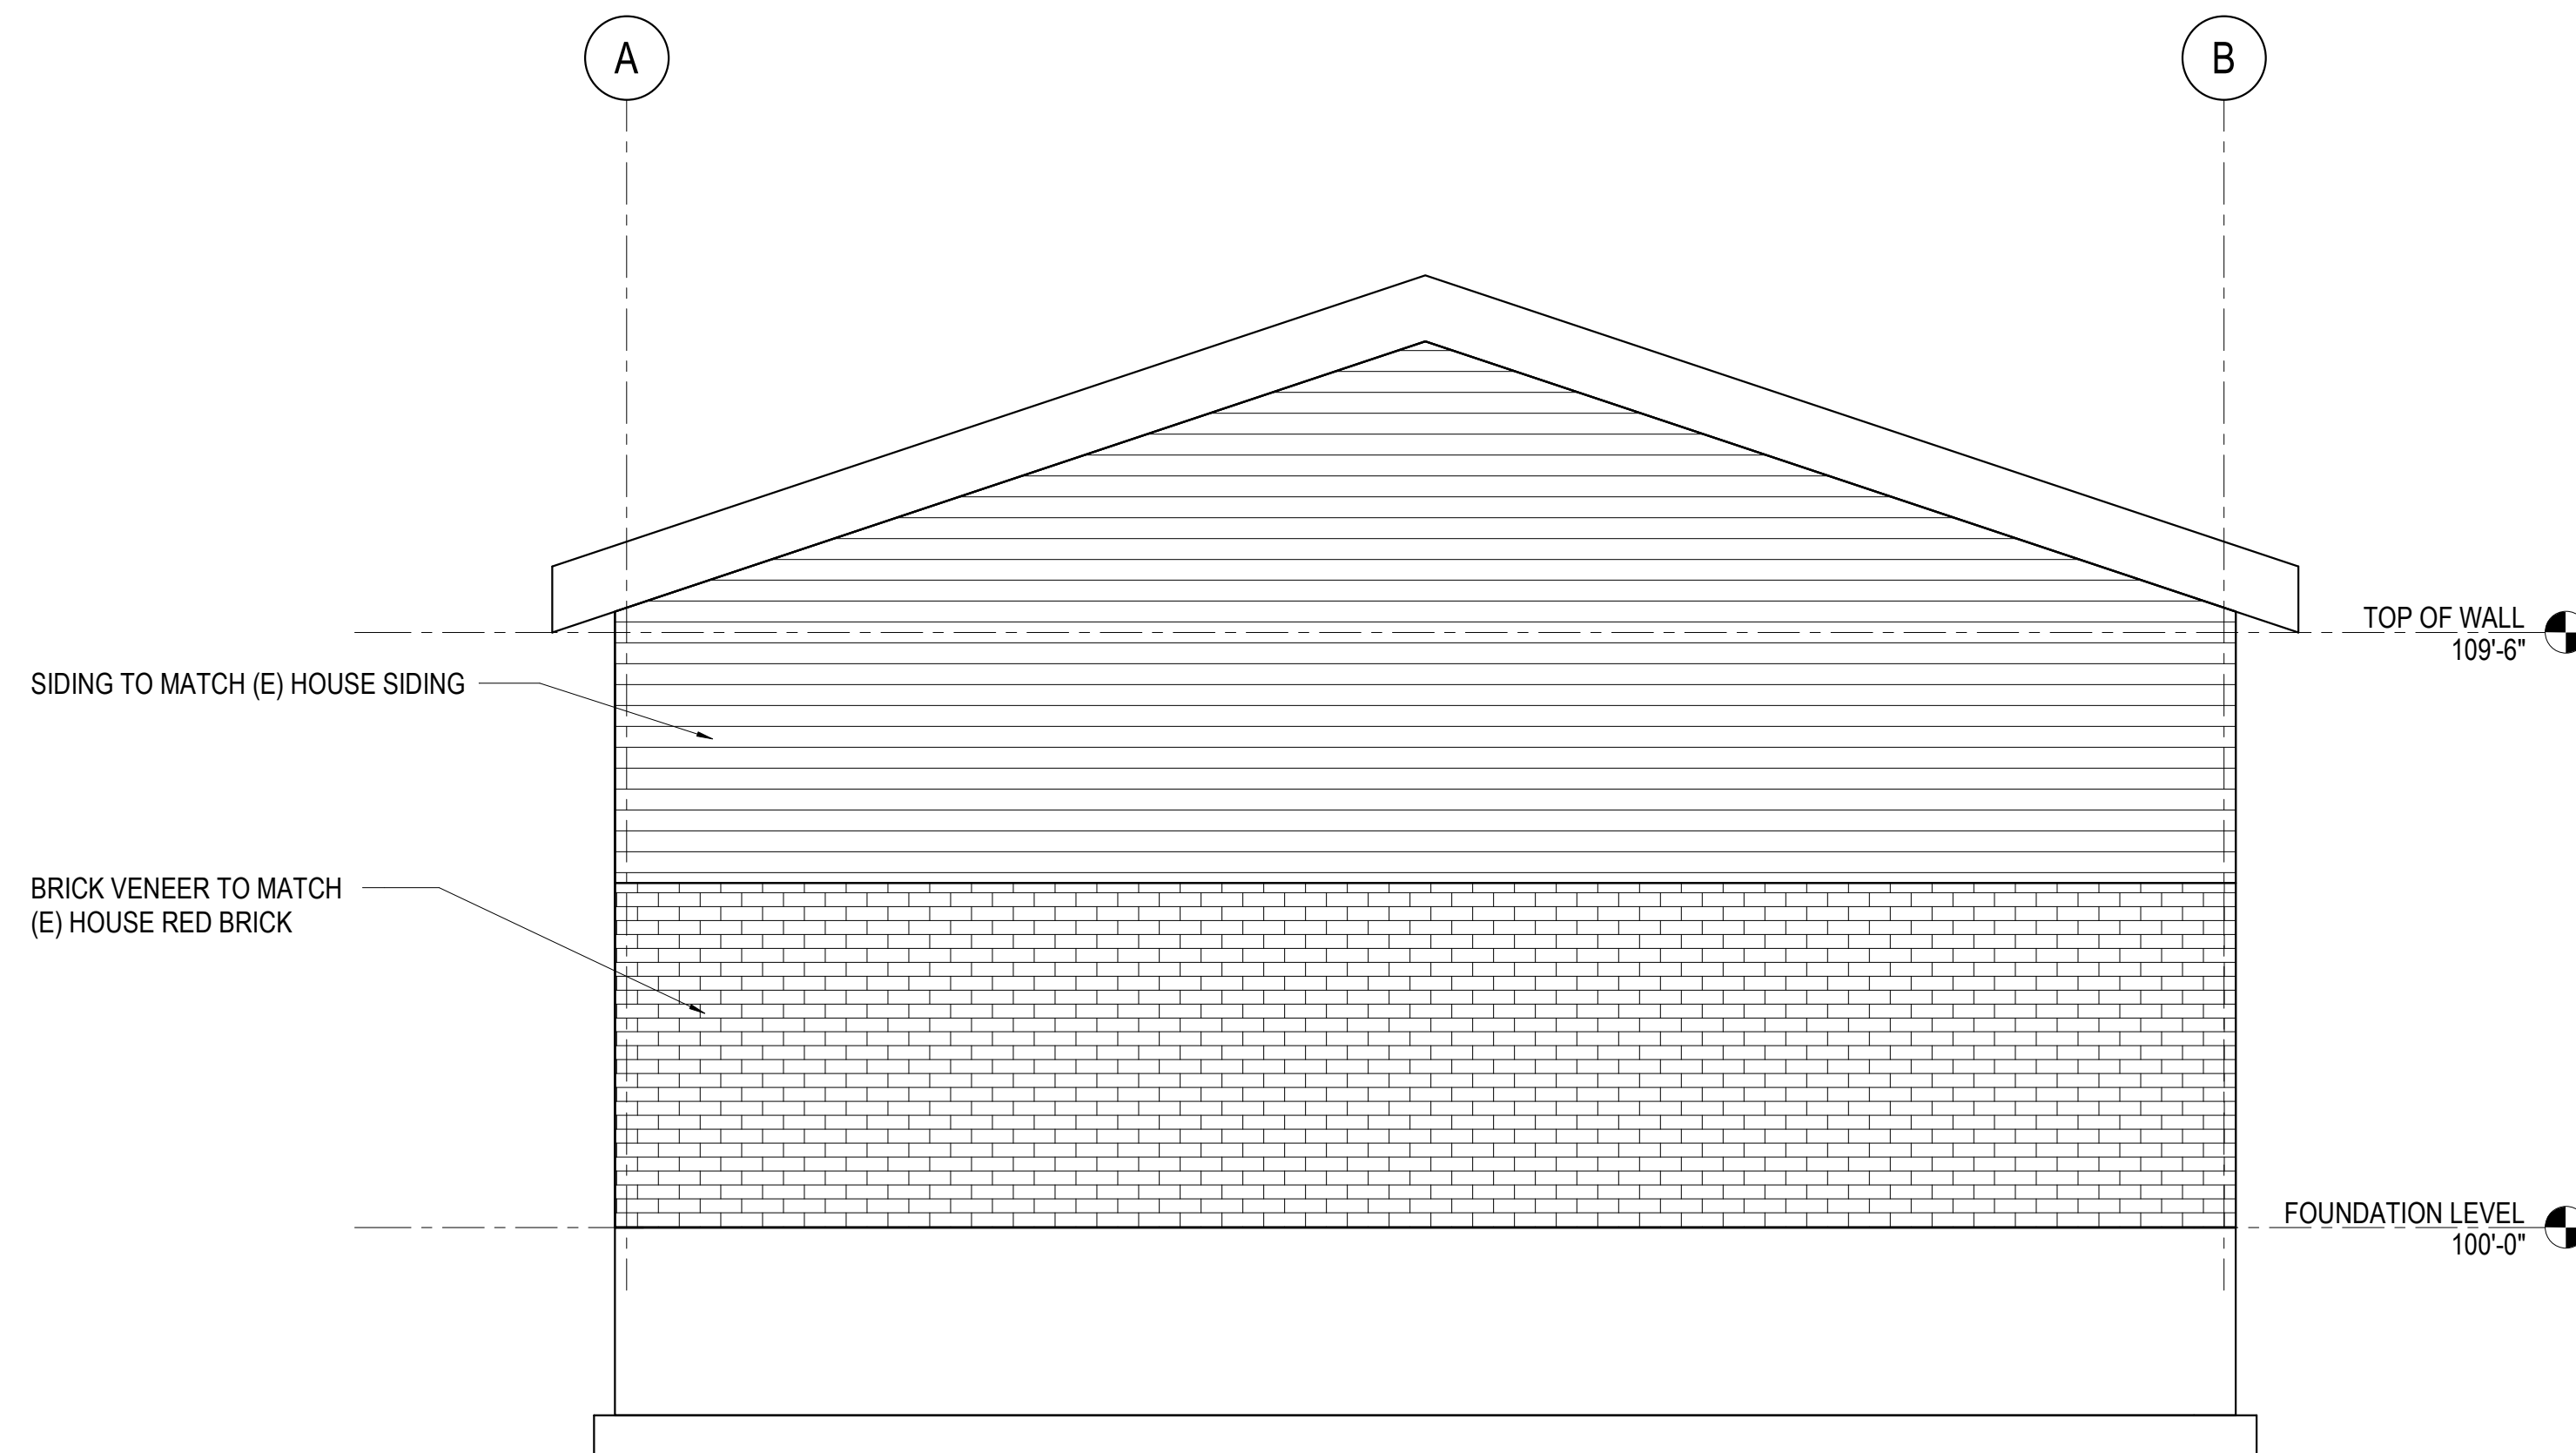 A
B
TOP OF WALL
109'-6"
SIDING TO MATCH (E) HOUSE SIDING
BRICK VENEER TO MATCH
(E) HOUSE RED BRICK
FOUNDATION LEVEL
100'-0"